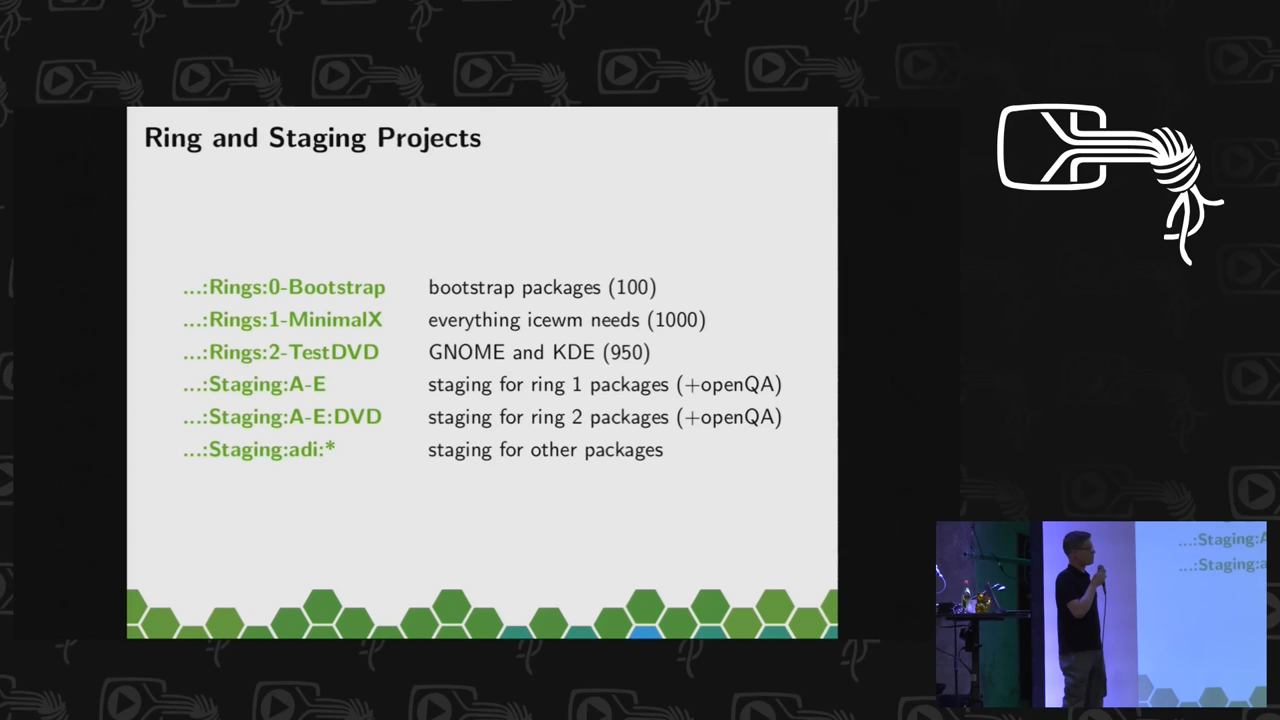 Ring and Staging Projects
...:Rings:0-Bootstrap bootstrap packages (100)
...:Rings:1-MinimalX everything icewm needs (1000)
...:Rings:2-TestDVD GNOME and KDE (950)
...:Staging:A-E staging for ring 1 packages (+openQA)
...:Staging:A-E:DVD staging for ring 2 packages (+openQA)
...:Staging:adi:* staging for other packages
...:Staging:A
...:Staging:a